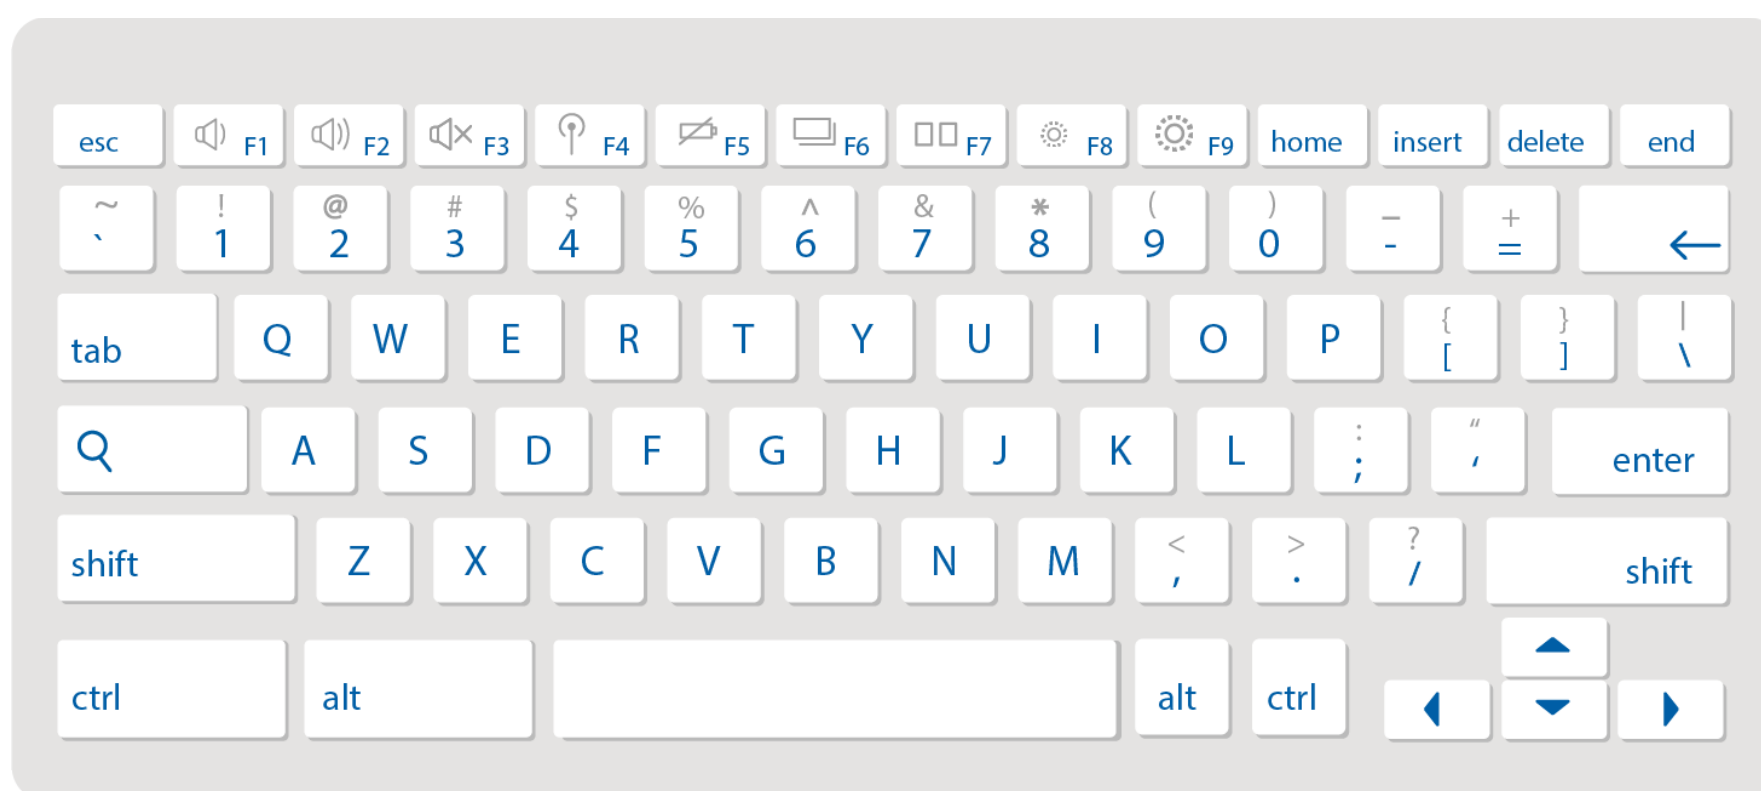 esc F1 F2 F3 F4 F5 F6 F7 F8 F9 home insert delete end
~ ! @ # $ % ^ & * ( ) _ +
` 1 2 3 4 5 6 7 8 9 0 - = ←
tab Q W E R T Y U I O P { [ } ] | \
A S D F G H J K L : ; “ ‘ enter
shift Z X C V B N M < , > . ? / shift
ctrl alt alt ctrl